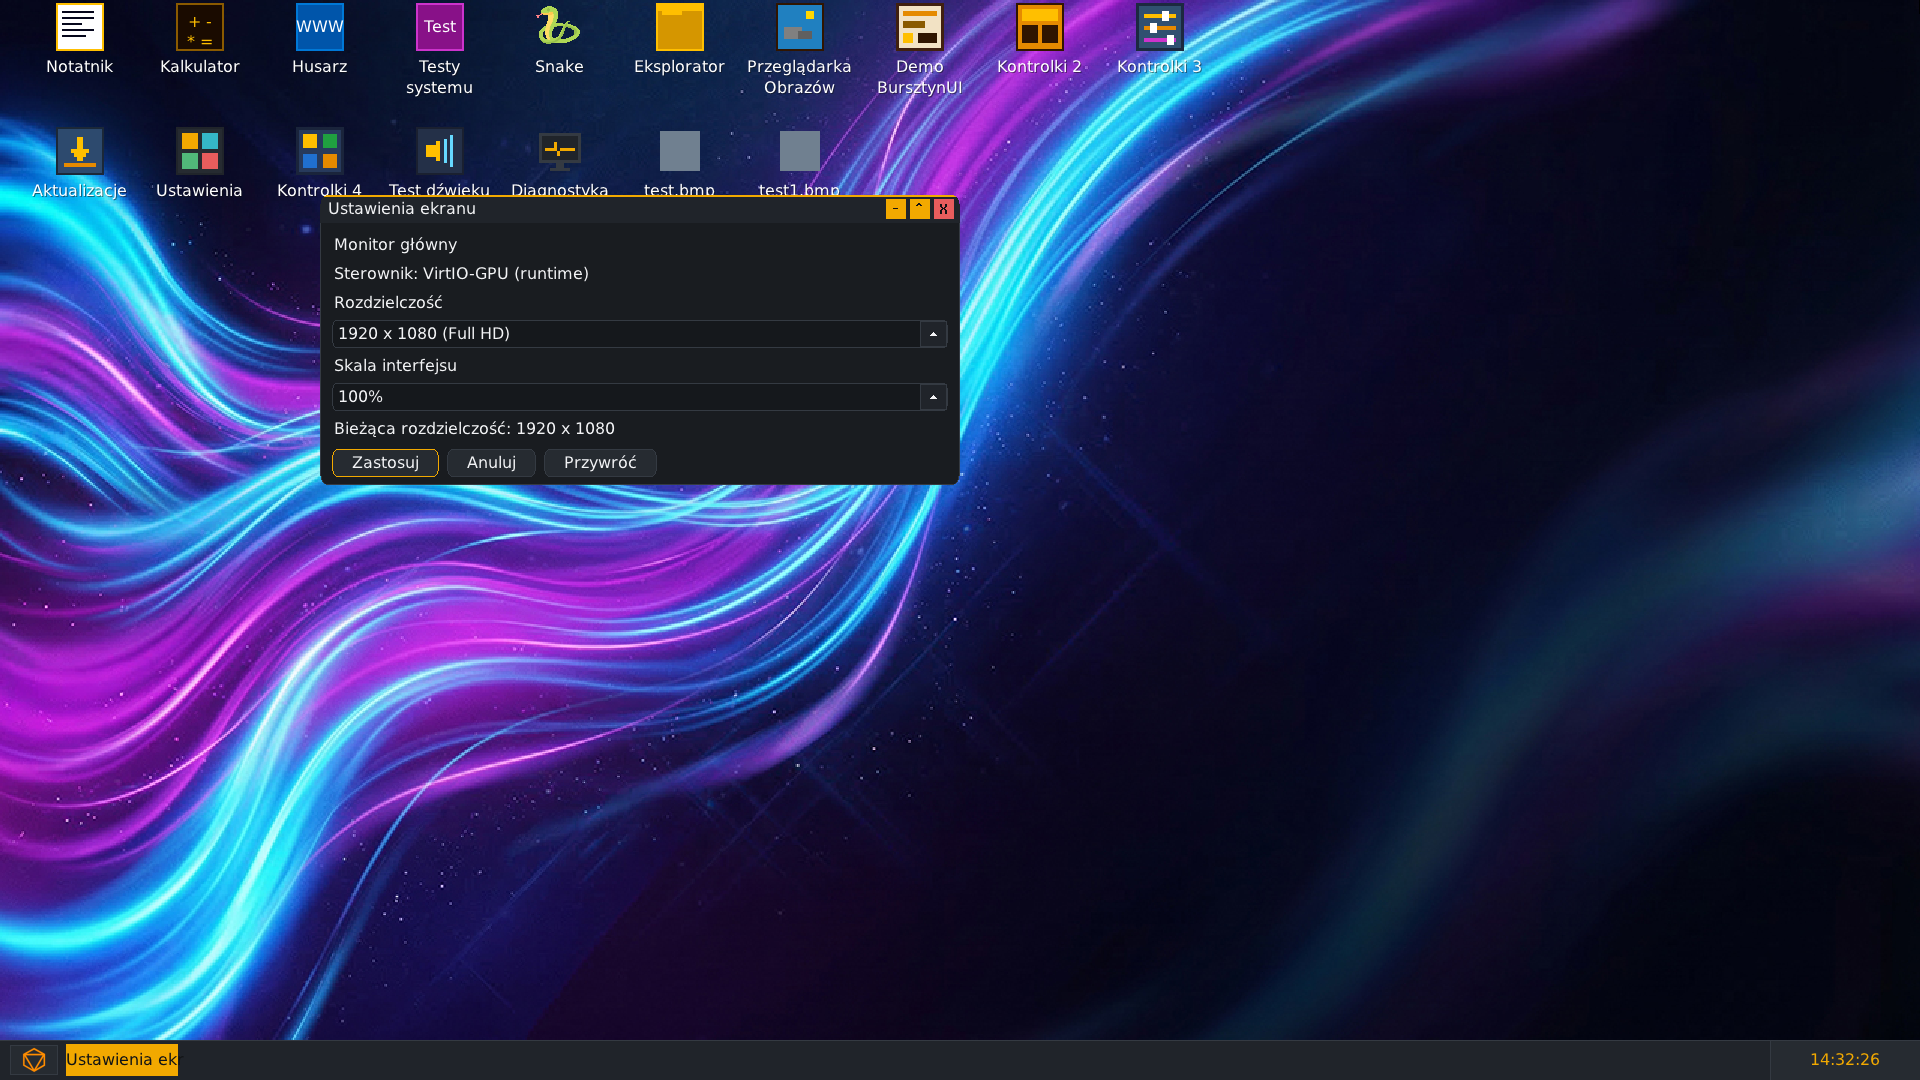 + -
* =
WWW
Test
Notatnik
Kalkulator
Husarz
Testy
systemu
Snake
Eksplorator
Przeglądarka
Obrazów
Demo
BursztynUI
Kontrolki 2
Kontrolki 3
Aktualizacje
Ustawienia
Kontrolki 4
Test dźwięku
Diagnostyka
test.bmp
test1.bmp
Ustawienia ekranu
- ^ X
Monitor główny
Sterownik: VirtIO-GPU (runtime)
Rozdzielczość
1920 x 1080 (Full HD)
Skala interfejsu
100%
Bieżąca rozdzielczość: 1920 x 1080
Zastosuj
Anuluj
Przywróć
Ustawienia ekr
14:32:26